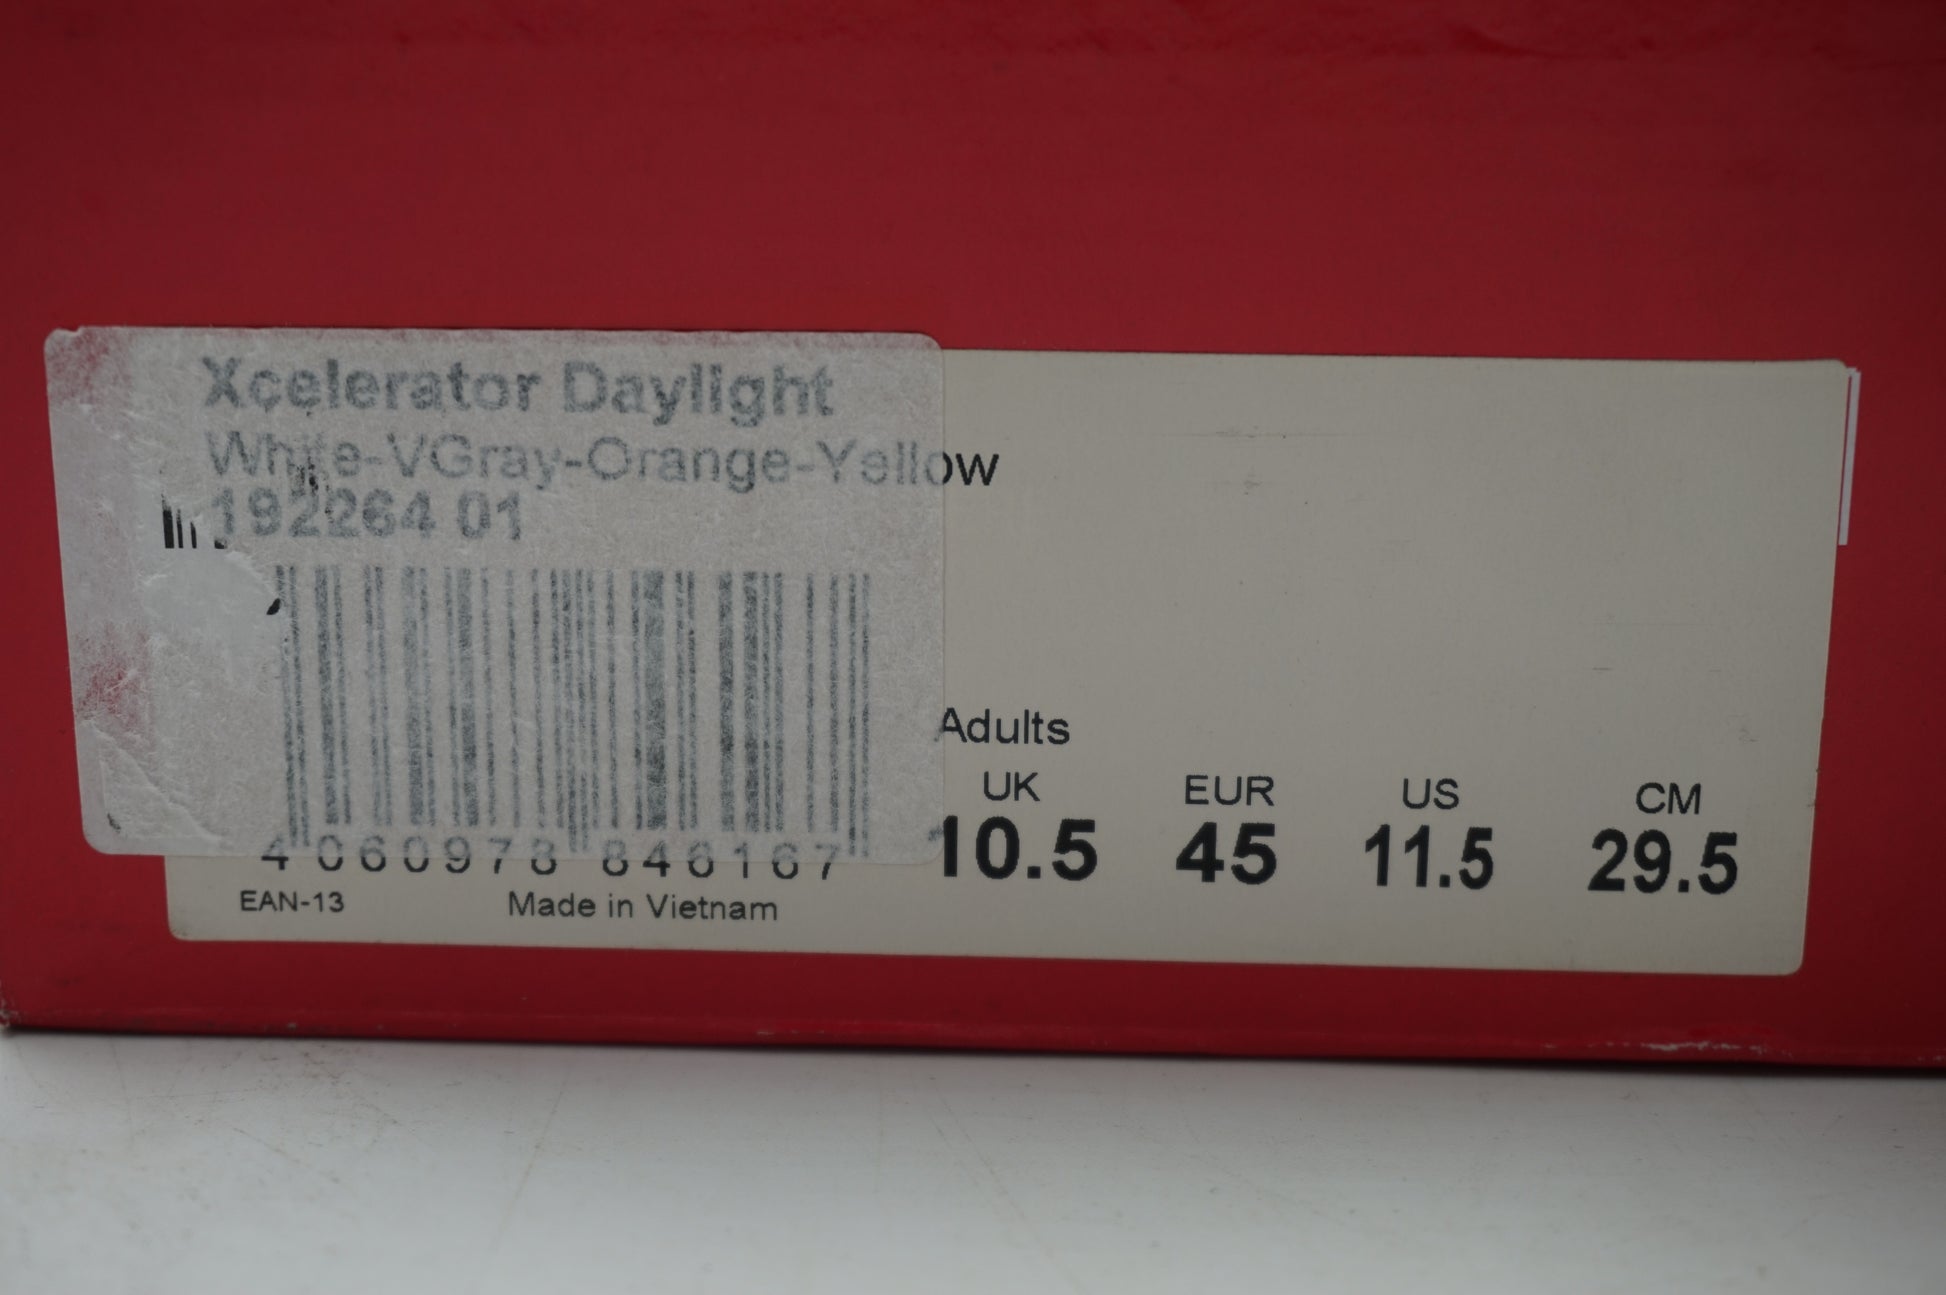 Xcelerator Daylight
White-VGray-Orange-Yellow
192264 01
4 060978 846167
EAN-13
Made in Vietnam
Adults
UK EUR US CM
10.5 45 11.5 29.5